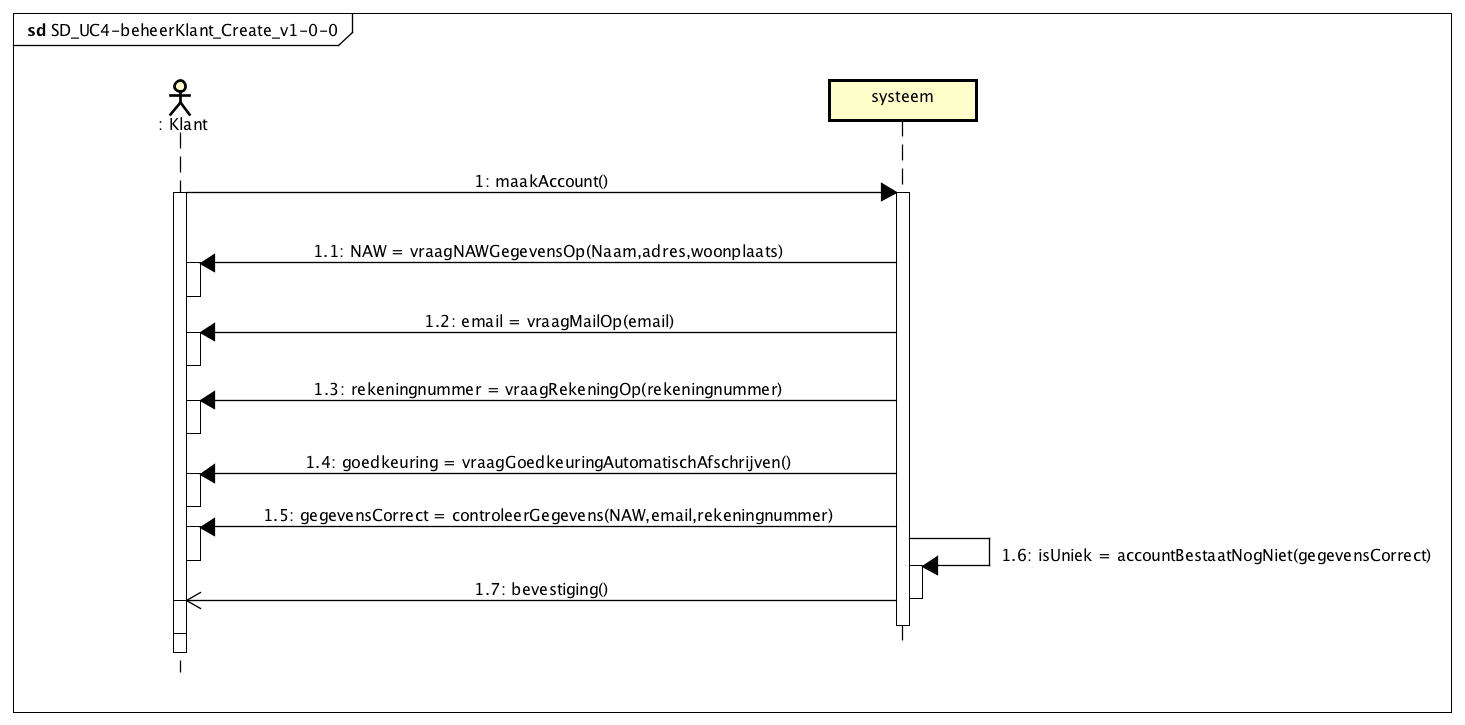 sd SD_UC4-beheerKlant_Create_v1-0-0
: Klant
systeem
1: maakAccount()
1.1: NAW = vraagNAWGegevensOp(Naam,adres,woonplaats)
1.2: email = vraagMailOp(email)
1.3: rekeningnummer = vraagRekeningOp(rekeningnummer)
1.4: goedkeuring = vraagGoedkeuringAutomatischAfschrijven()
1.5: gegevensCorrect = controleerGegevens(NAW,email,rekeningnummer)
1.6: isUniek = accountBestaatNogNiet(gegevensCorrect)
1.7: bevestiging()